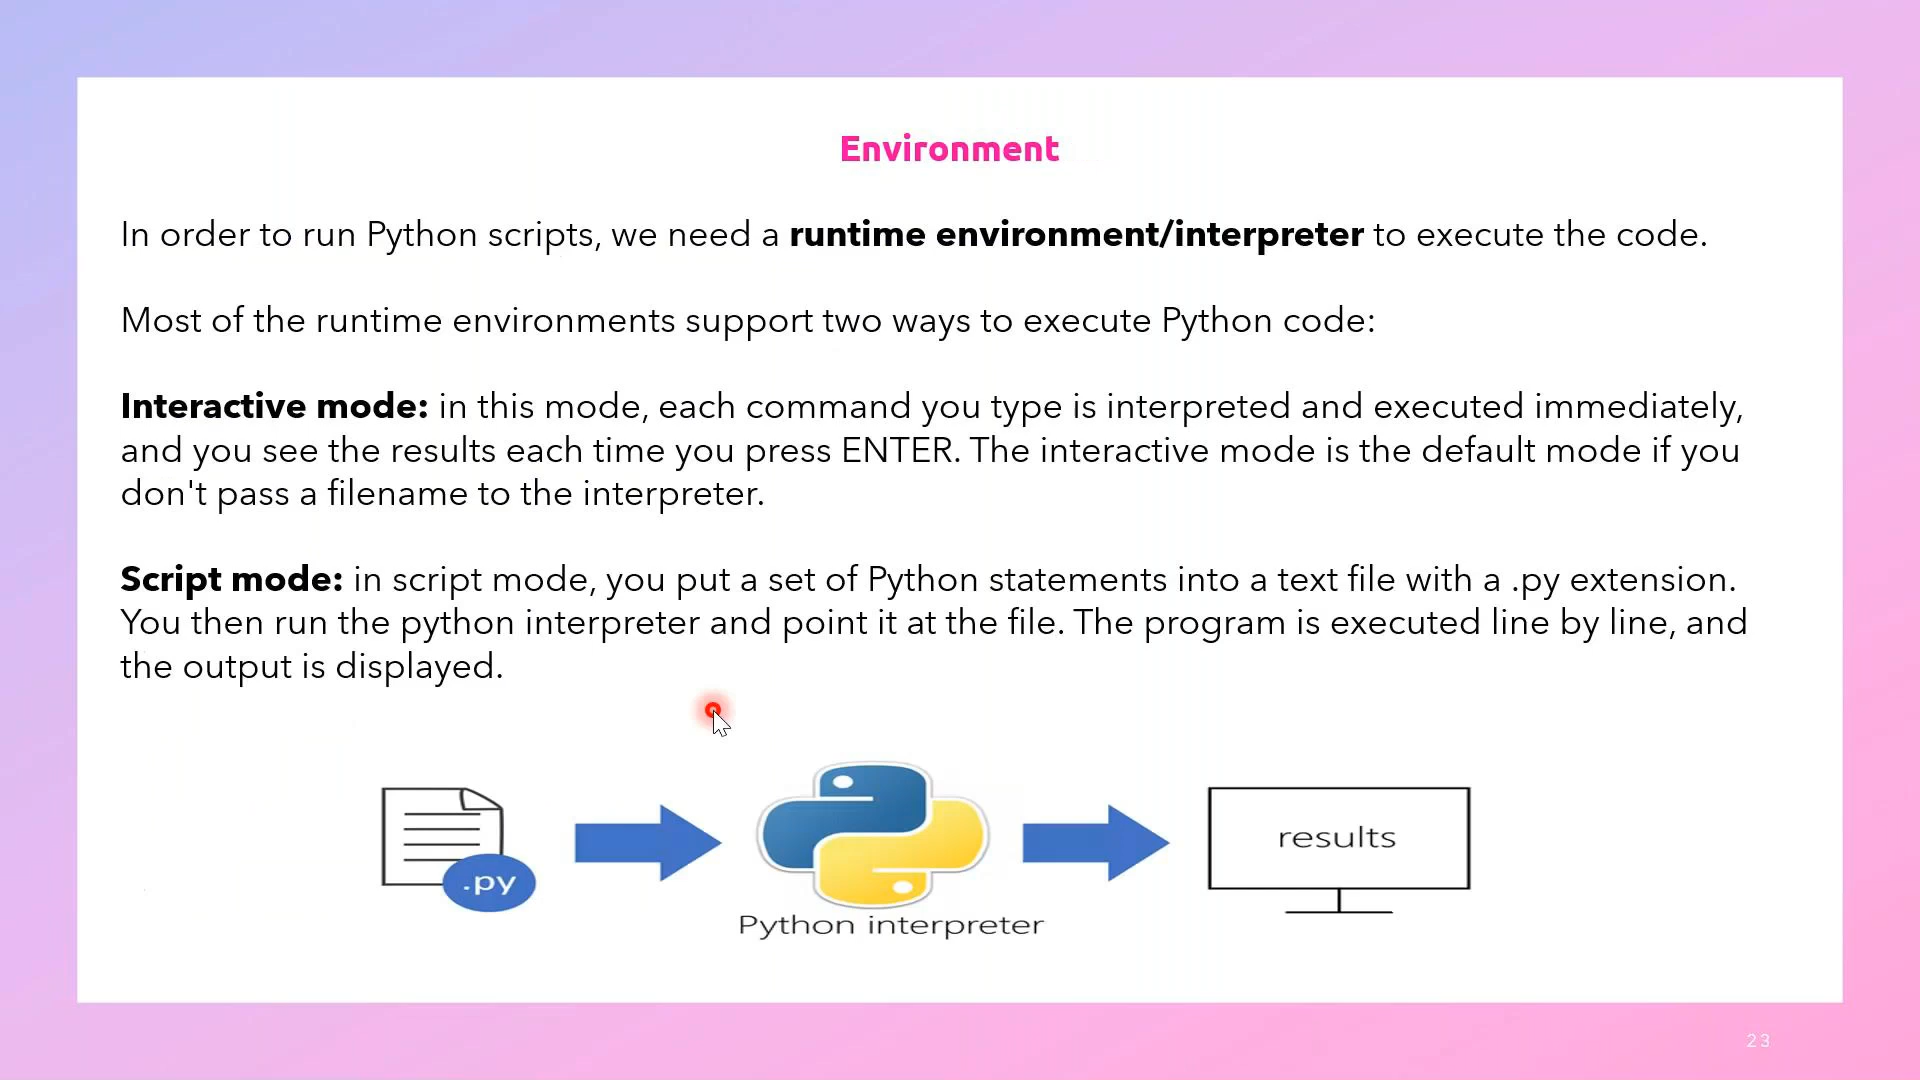 Environment
In order to run Python scripts, we need a runtime environment/interpreter to execute the code.
Most of the runtime environments support two ways to execute Python code:
Interactive mode: in this mode, each command you type is interpreted and executed immediately,
and you see the results each time you press ENTER. The interactive mode is the default mode if you
don't pass a filename to the interpreter.
Script mode: in script mode, you put a set of Python statements into a text file with a .py extension.
You then run the python interpreter and point it at the file. The program is executed line by line, and
the output is displayed.
.py
Python interpreter
results
23